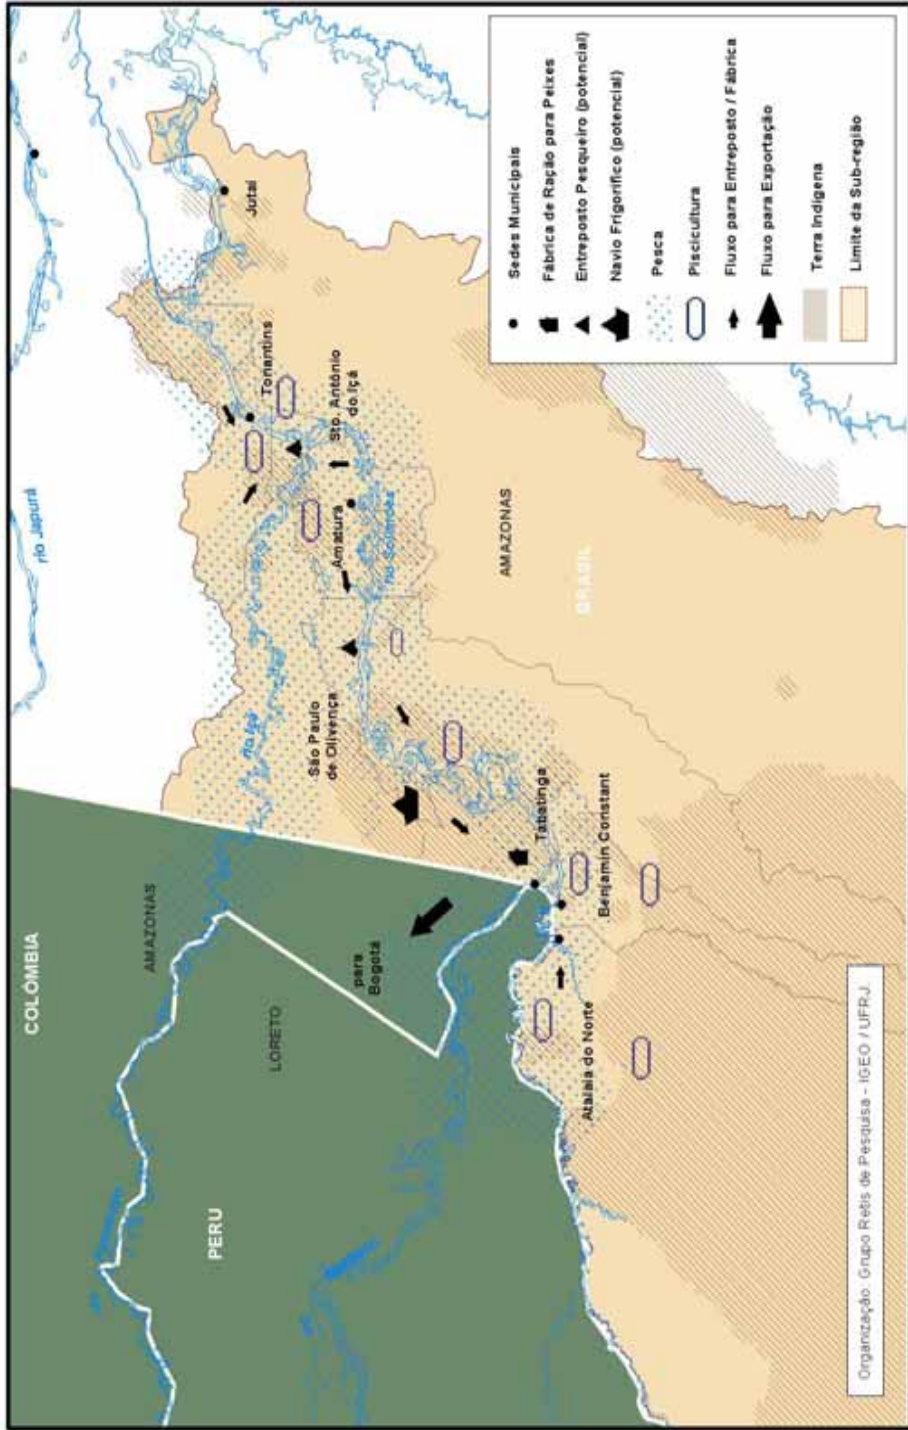 COLÔMBIA
AMAZONAS
rio Japurá
PERU
LORETO
para
Bogotá
rio Içá
São Paulo
de Olivença
Amatura
rio Solimões
Tonantins
Sto. Antônio
do Içá
Jutaí
Tabatinga
Benjamin Constant
Atalaia do Norte
AMAZONAS
BRASIL
Sedes Municipais
Fábrica de Ração para Peixes
Entreposto Pesqueiro (potencial)
Navio Frigorífico (potencial)
Pesca
Piscicultura
Fluxo para Entreposto / Fábrica
Fluxo para Exportação
Terra Indígena
Limite da Sub-região
Organização: Grupo Retis de Pesquisa - IGEO / UFRJ.